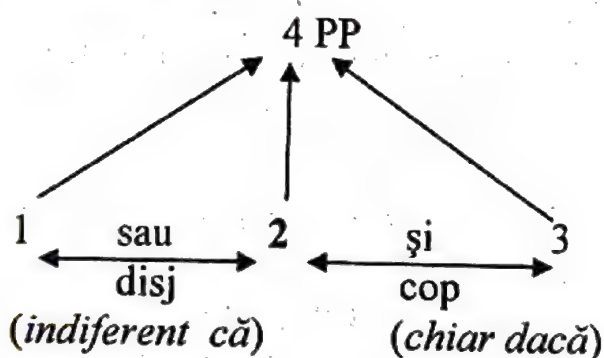 4 PP
1 sau 2 şi 3
disj cop
(indiferent că) (chiar dacă)